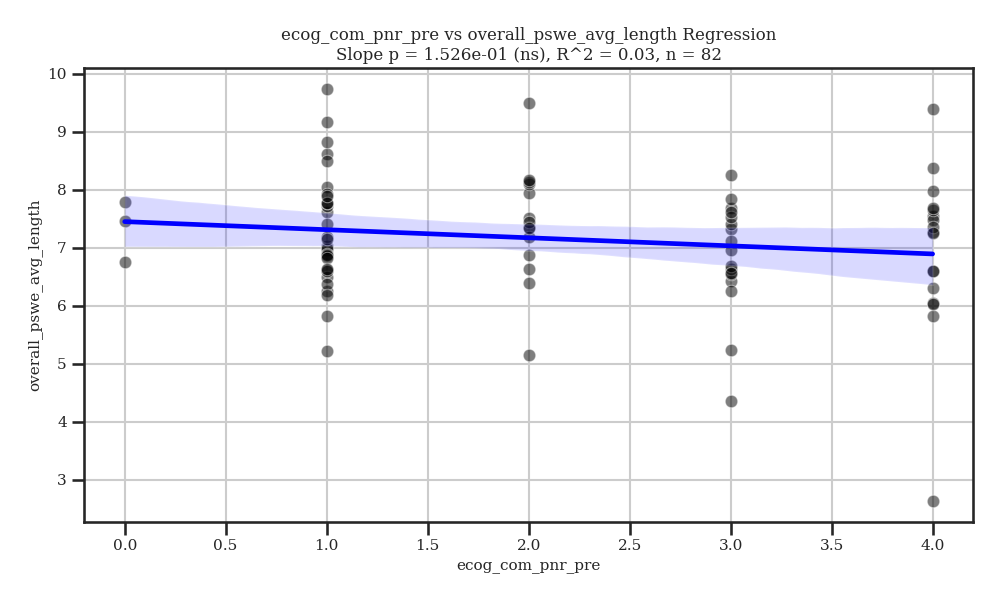 ecog_com_pnr_pre vs overall_pswe_avg_length Regression
Slope p = 1.526e-01 (ns), R^2 = 0.03, n = 82
10
9
8
7
6
5
4
3
overall_pswe_avg_length
0.0 0.5 1.0 1.5 2.0 2.5 3.0 3.5 4.0
ecog_com_pnr_pre